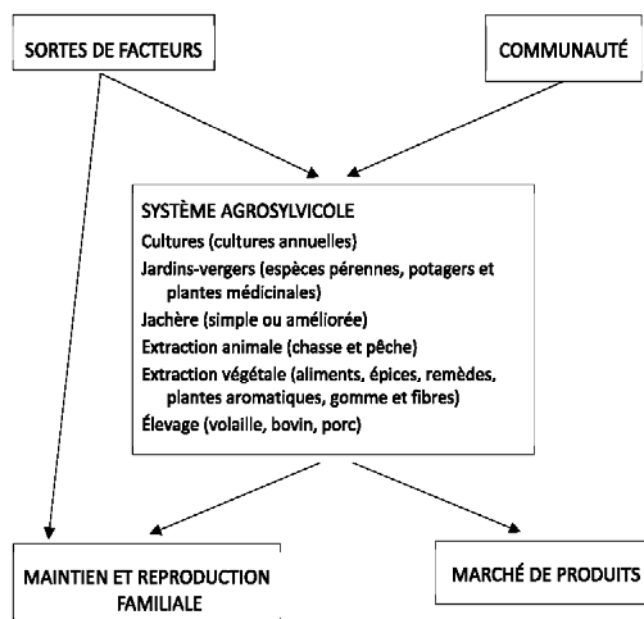 SORTES DE FACTEURS
COMMUNAUTÉ
SYSTÈME AGROSYLVICOLE
Cultures (cultures annuelles)
Jardins-vergers (espèces pérennes, potagers et
plantes médicinales)
Jachère (simple ou améliorée)
Extraction animale (chasse et pêche)
Extraction végétale (aliments, épices, remèdes,
plantes aromatiques, gomme et fibres)
Élevage (volaille, bovin, porc)
MAINTIEN ET REPRODUCTION
FAMILIALE
MARCHÉ DE PRODUITS